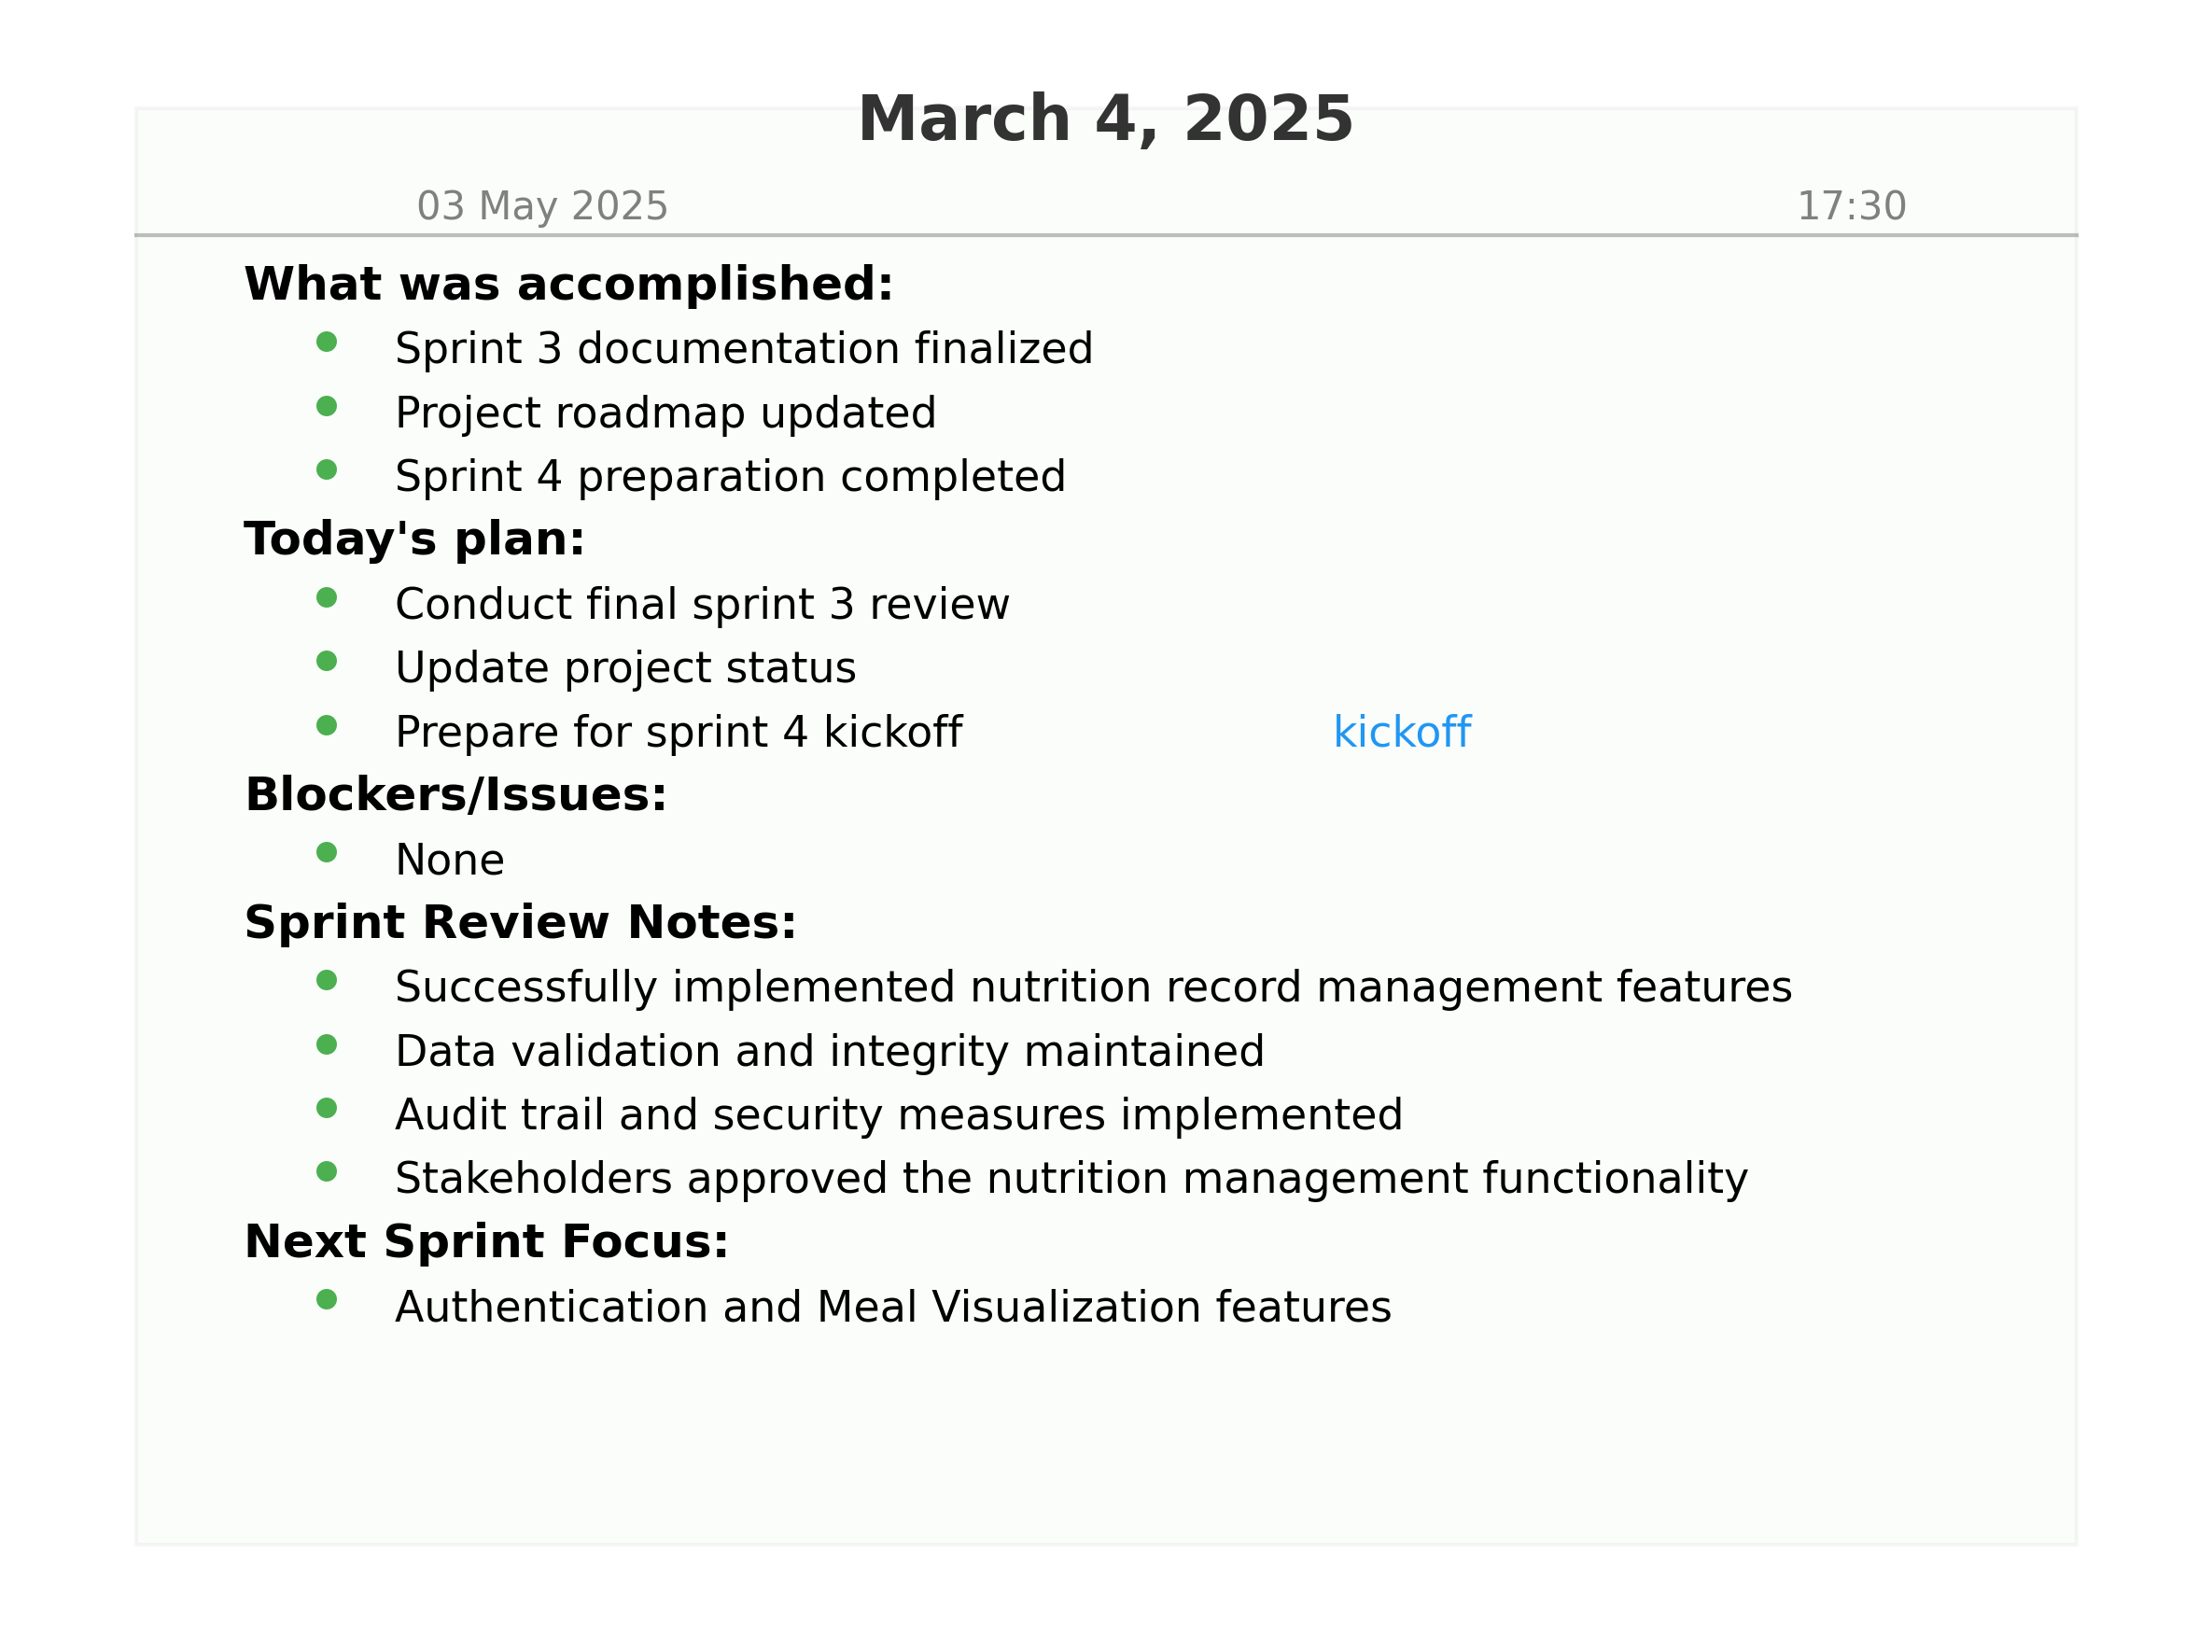 March 4, 2025
03 May 2025 17:30
What was accomplished:
Sprint 3 documentation finalized
Project roadmap updated
Sprint 4 preparation completed
Today's plan:
Conduct final sprint 3 review
Update project status
Prepare for sprint 4 kickoff kickoff
Blockers/Issues:
None
Sprint Review Notes:
Successfully implemented nutrition record management features
Data validation and integrity maintained
Audit trail and security measures implemented
Stakeholders approved the nutrition management functionality
Next Sprint Focus:
Authentication and Meal Visualization features